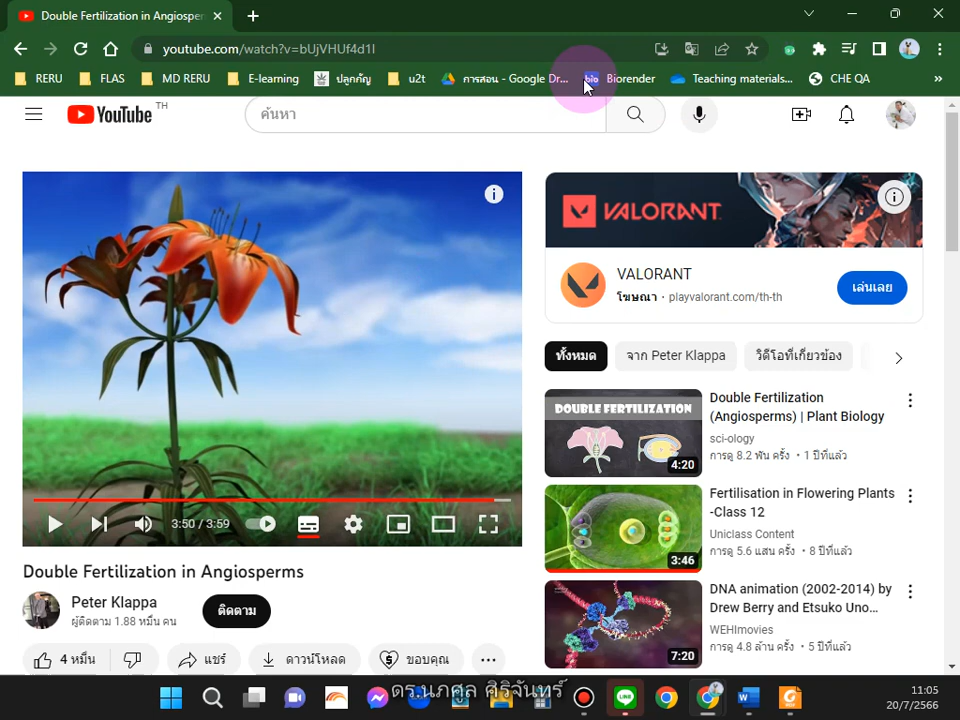 Double Fertilization in Angiosper
youtube.com/watch?v=bUjVHUf4d1I
RERU
FLAS
MD RERU
E-learning
ปลูกกัญ
u2t
การสอน - Google Dr...
bio
Biorender
Teaching materials...
CHE QA
»
YouTube TH
ค้นหา
VALORANT
VALORANT
โฆษณา · playvalorant.com/th-th
เล่นเลย
ทั้งหมด
จาก Peter Klappa
วิดีโอที่เกี่ยวข้อง
DOUBLE FERTILIZATION
4:20
Double Fertilization
(Angiosperms) | Plant Biology
sci-ology
การดู 8.2 พัน ครั้ง • 1 ปีที่แล้ว
3:46
Fertilisation in Flowering Plants
-Class 12
Uniclass Content
การดู 5.6 แสน ครั้ง • 8 ปีที่แล้ว
7:20
DNA animation (2002-2014) by
Drew Berry and Etsuko Uno...
WEHImovies
การดู 4.8 ล้าน ครั้ง • 5 ปีที่แล้ว
3:50 / 3:59
Double Fertilization in Angiosperms
Peter Klappa
ผู้ติดตาม 1.88 หมื่น คน
ติดตาม
4 หมื่น
แชร์
ดาวน์โหลด
ขอบคุณ
ดร.นภศูล ศิริจันทร์
11:05
20/7/2566